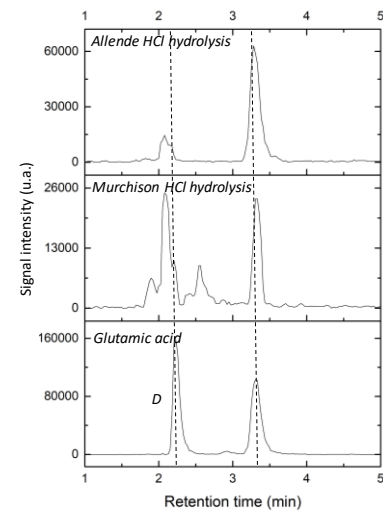 1 2 3 4 5
Allende HCl hydrolysis
60000
30000
0
Murchison HCl hydrolysis
26000
13000
0
Signal intensity (u.a.)
Glutamic acid
160000
80000
0
D
1 2 3 4 5
Retention time (min)